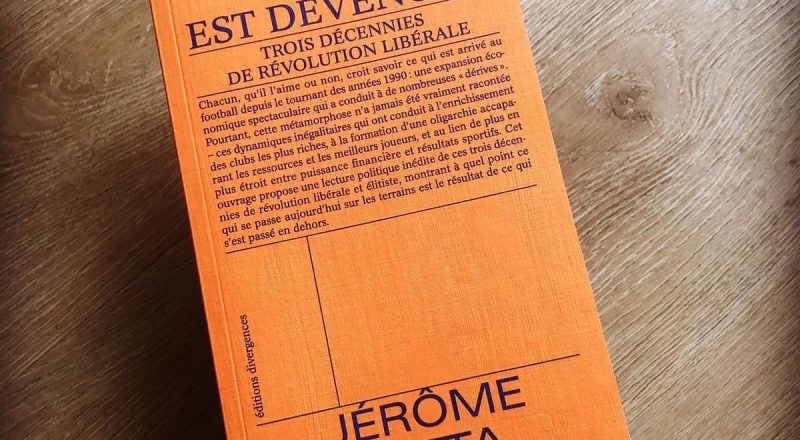 EST DEVENU
TROIS DÉCENNIES
DE RÉVOLUTION LIBÉRALE
Chacun, qu'il l'aime ou non, croit savoir ce qui est arrivé au
football depuis le tournant des années 1990 : une expansion éco-
nomique spectaculaire qui a conduit à de nombreuses « dérives ».
Pourtant, cette métamorphose n'a jamais été vraiment racontée
– ces dynamiques inégalitaires qui ont conduit à l'enrichissement
des clubs les plus riches, à la formation d'une oligarchie accapa-
rant les ressources et les meilleurs joueurs, et au lien de plus en
plus étroit entre puissance financière et résultats sportifs. Cet
ouvrage propose une lecture politique inédite de ces trois décen-
nies de révolution libérale et élitiste, montrant à quel point ce
qui se passe aujourd'hui sur les terrains est le résultat de ce qui
s'est passé en dehors.
éditions divergences
JÉRÔME